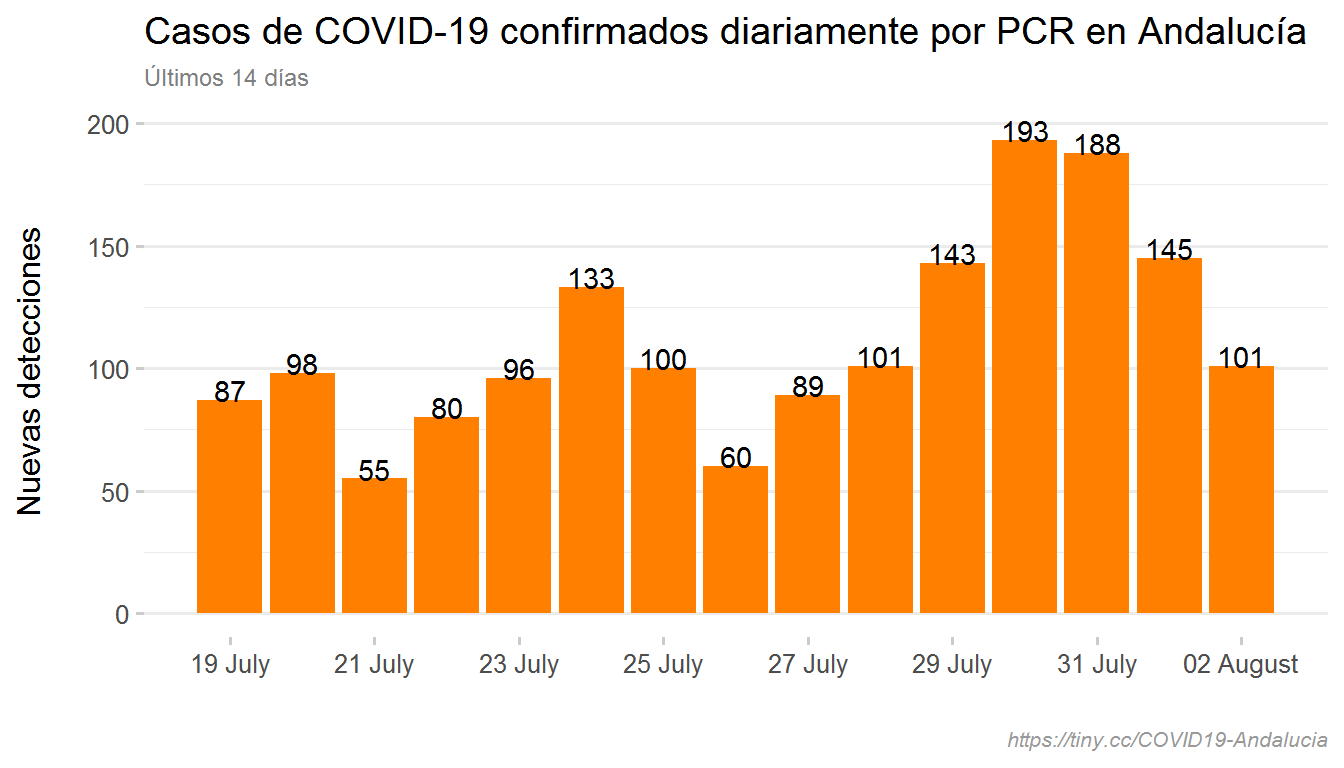 Casos de COVID-19 confirmados diariamente por PCR en Andalucía
Últimos 14 días
Nuevas detecciones
200
150
100
50
0
87
98
55
80
96
133
100
60
89
101
143
193
188
145
101
19 July
21 July
23 July
25 July
27 July
29 July
31 July
02 August
https://tiny.cc/COVID19-Andalucia